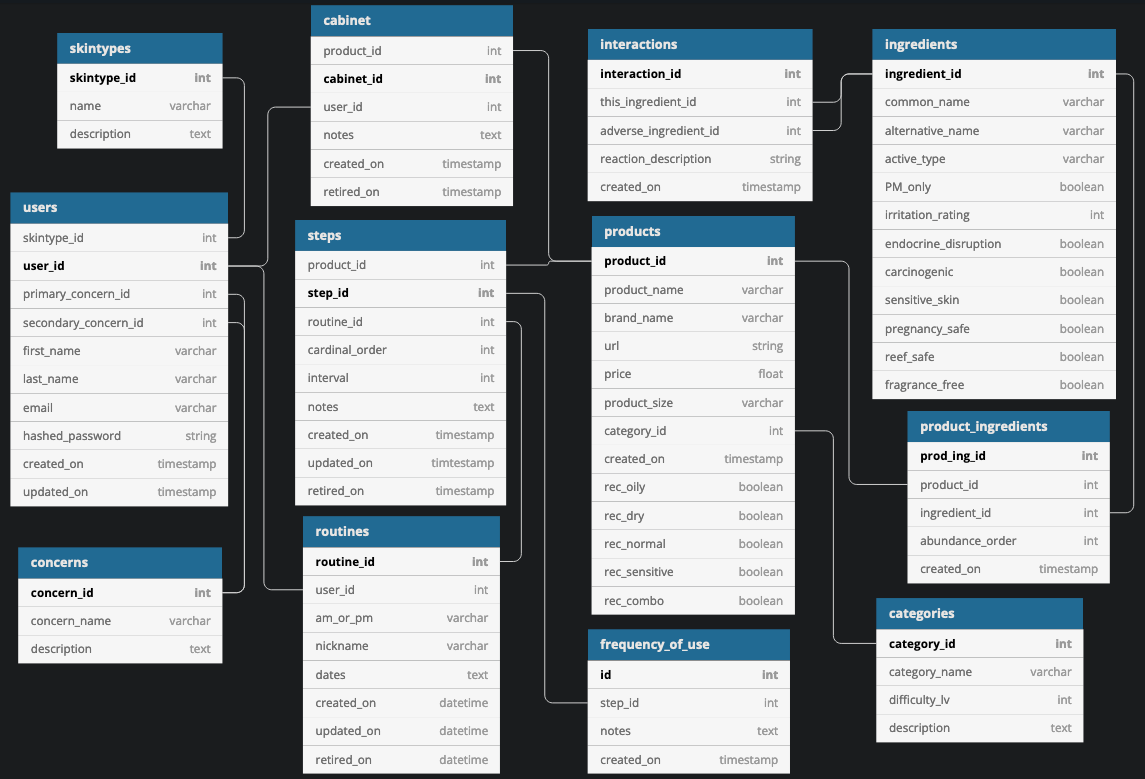 skintypes
skintype_id int
name varchar
description text
users
skintype_id int
user_id int
primary_concern_id int
secondary_concern_id int
first_name varchar
last_name varchar
email varchar
hashed_password string
created_on timestamp
updated_on timestamp
concerns
concern_id int
concern_name varchar
description text
cabinet
product_id int
cabinet_id int
user_id int
notes text
created_on timestamp
retired_on timestamp
steps
product_id int
step_id int
routine_id int
cardinal_order int
interval int
notes text
created_on timestamp
updated_on timtestamp
retired_on timestamp
routines
routine_id int
user_id int
am_or_pm varchar
nickname varchar
dates text
created_on datetime
updated_on datetime
retired_on datetime
interactions
interaction_id int
this_ingredient_id int
adverse_ingredient_id int
reaction_description string
created_on timestamp
products
product_id int
product_name varchar
brand_name varchar
url string
price float
product_size varchar
category_id int
created_on timestamp
rec_oily boolean
rec_dry boolean
rec_normal boolean
rec_sensitive boolean
rec_combo boolean
frequency_of_use
id int
step_id int
notes text
created_on timestamp
ingredients
ingredient_id int
common_name varchar
alternative_name varchar
active_type varchar
PM_only boolean
irritation_rating int
endocrine_disruption boolean
carcinogenic boolean
sensitive_skin boolean
pregnancy_safe boolean
reef_safe boolean
fragrance_free boolean
product_ingredients
prod_ing_id int
product_id int
ingredient_id int
abundance_order int
created_on timestamp
categories
category_id int
category_name varchar
difficulty_lv int
description text